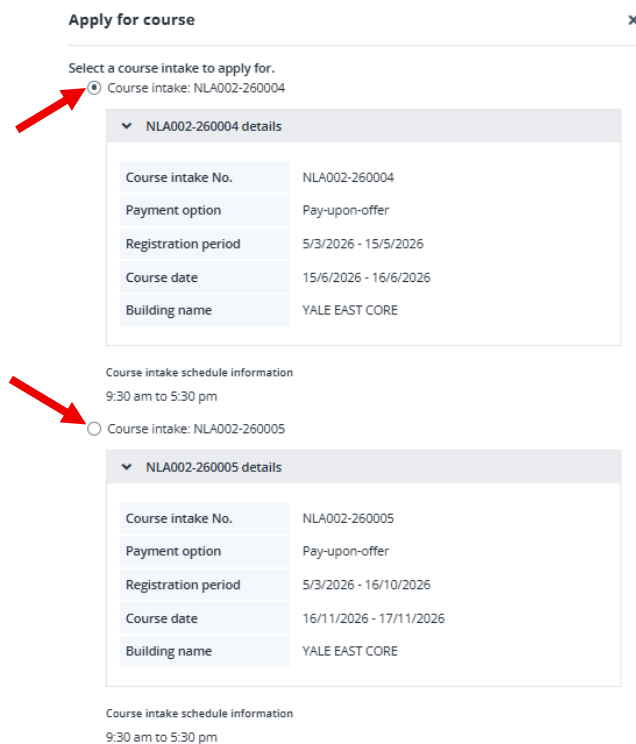 Apply for course
Select a course intake to apply for.
Course intake: NLA002-260004
NLA002-260004 details
Course intake No. NLA002-260004
Payment option Pay-upon-offer
Registration period 5/3/2026 - 15/5/2026
Course date 15/6/2026 - 16/6/2026
Building name YALE EAST CORE
Course intake schedule information
9:30 am to 5:30 pm
Course intake: NLA002-260005
NLA002-260005 details
Course intake No. NLA002-260005
Payment option Pay-upon-offer
Registration period 5/3/2026 - 16/10/2026
Course date 16/11/2026 - 17/11/2026
Building name YALE EAST CORE
Course intake schedule information
9:30 am to 5:30 pm